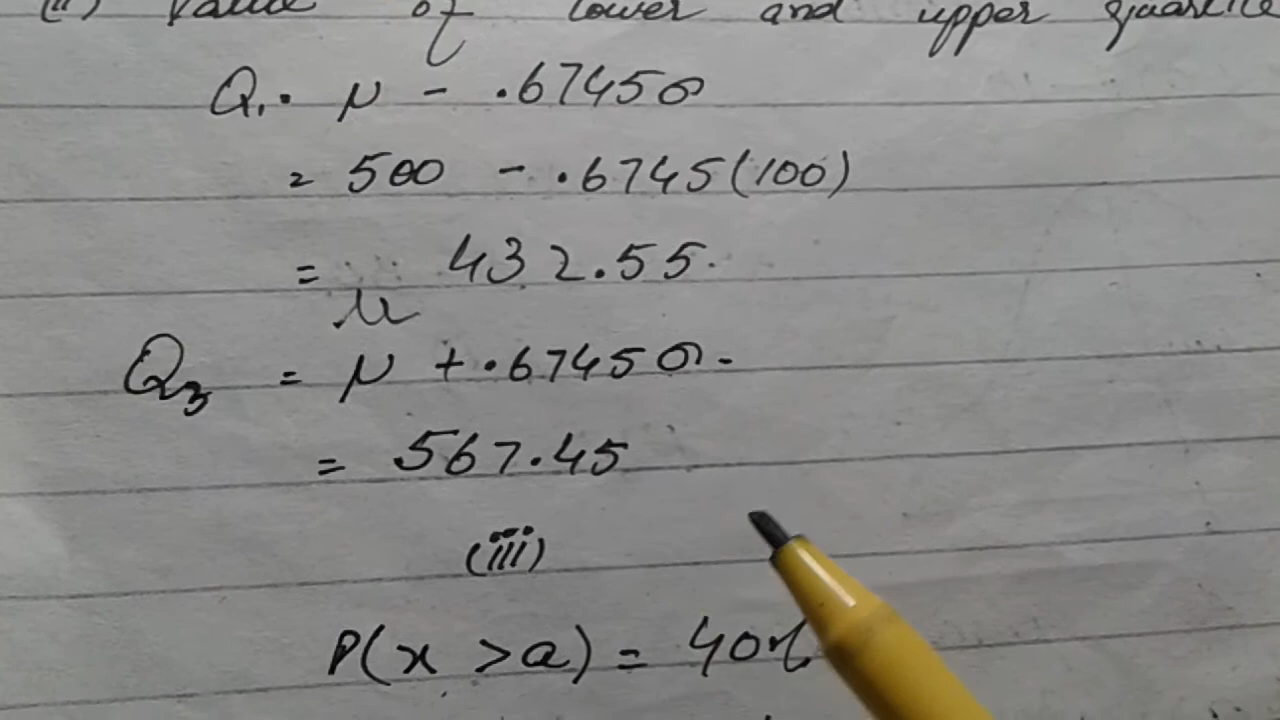 (ii) Value of lower and upper quartile
Q₁. μ - .6745σ
= 500 - .6745(100)
= 432.55.
μ
Q₃ = μ + .6745σ.
= 567.45
(iii)
P(x > a) = 40%